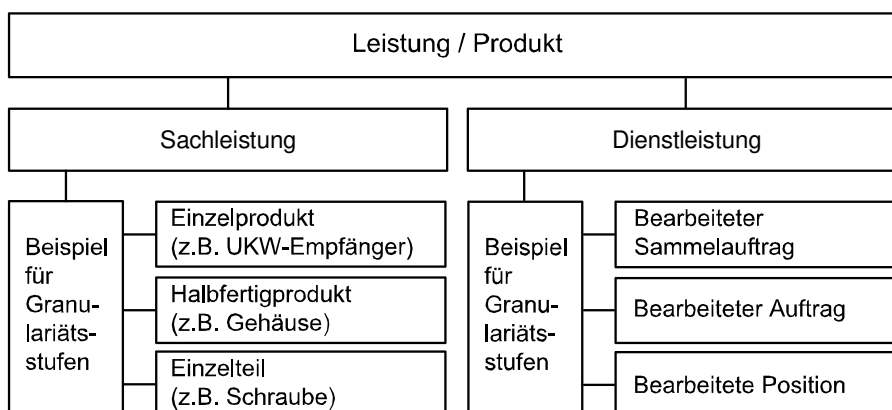 Leistung / Produkt
Sachleistung
Dienstleistung
Beispiel
für
Granu-
lariäts-
stufen
Einzelprodukt
(z.B. UKW-Empfänger)
Halbfertigprodukt
(z.B. Gehäuse)
Einzelteil
(z.B. Schraube)
Beispiel
für
Granu-
lariäts-
stufen
Bearbeiteter
Sammelauftrag
Bearbeiteter Auftrag
Bearbeitete Position